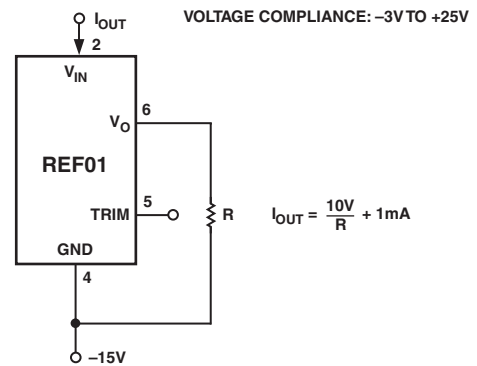 I_OUT
VOLTAGE COMPLIANCE: –3V TO +25V
2
V_IN
6
V_O
REF01
5
TRIM
R
I_OUT = 10V/R + 1mA
GND
4
–15V